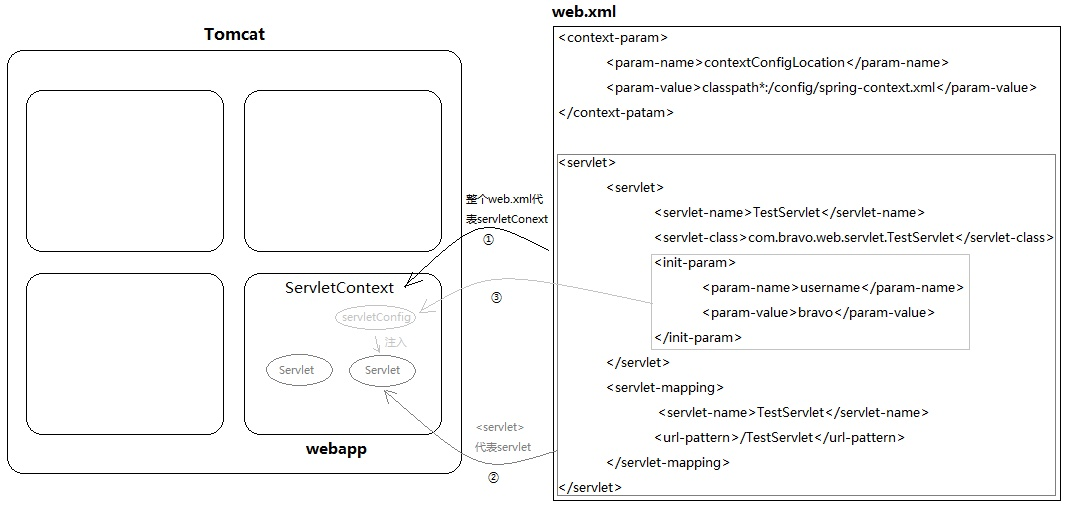 Tomcat
ServletContext
servletConfig
注入
Servlet
Servlet
webapp
整个web.xml代
表servletConext
①
③
<servlet>
代表servlet
②
web.xml
<context-param>
<param-name>contextConfigLocation</param-name>
<param-value>classpath*:/config/spring-context.xml</param-value>
</context-patam>
<servlet>
<servlet>
<servlet-name>TestServlet</servlet-name>
<servlet-class>com.bravo.web.servlet.TestServlet</servlet-class>
<init-param>
<param-name>username</param-name>
<param-value>bravo</param-value>
</init-param>
</servlet>
<servlet-mapping>
<servlet-name>TestServlet</servlet-name>
<url-pattern>/TestServlet</url-pattern>
</servlet-mapping>
</servlet>